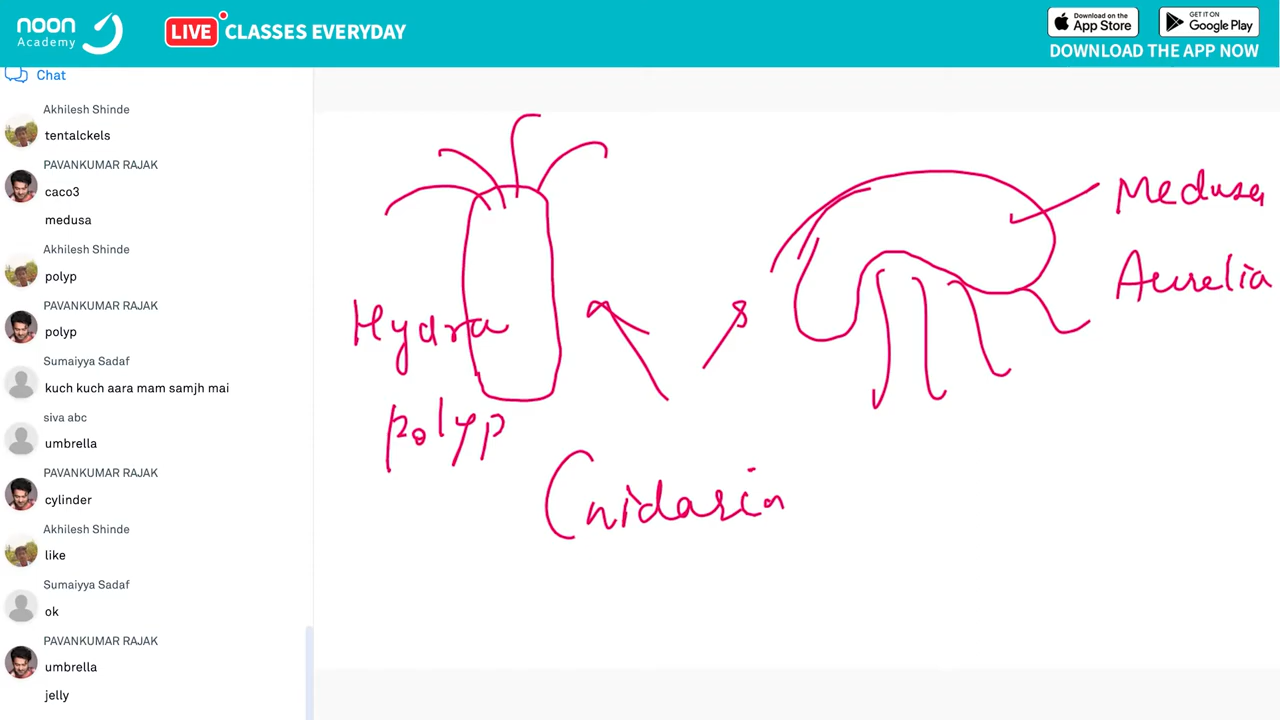 noon
Academy
LIVE CLASSES EVERYDAY
Download on the
App Store
GET IT ON
Google Play
DOWNLOAD THE APP NOW
Chat
Akhilesh Shinde
tentalckels
PAVANKUMAR RAJAK
caco3
medusa
Akhilesh Shinde
polyp
PAVANKUMAR RAJAK
polyp
Sumaiyya Sadaf
kuch kuch aara mam samjh mai
siva abc
umbrella
PAVANKUMAR RAJAK
cylinder
Akhilesh Shinde
like
Sumaiyya Sadaf
ok
PAVANKUMAR RAJAK
umbrella
jelly
Medusa
Aurelia
Hydra
polyp
Cnidaria